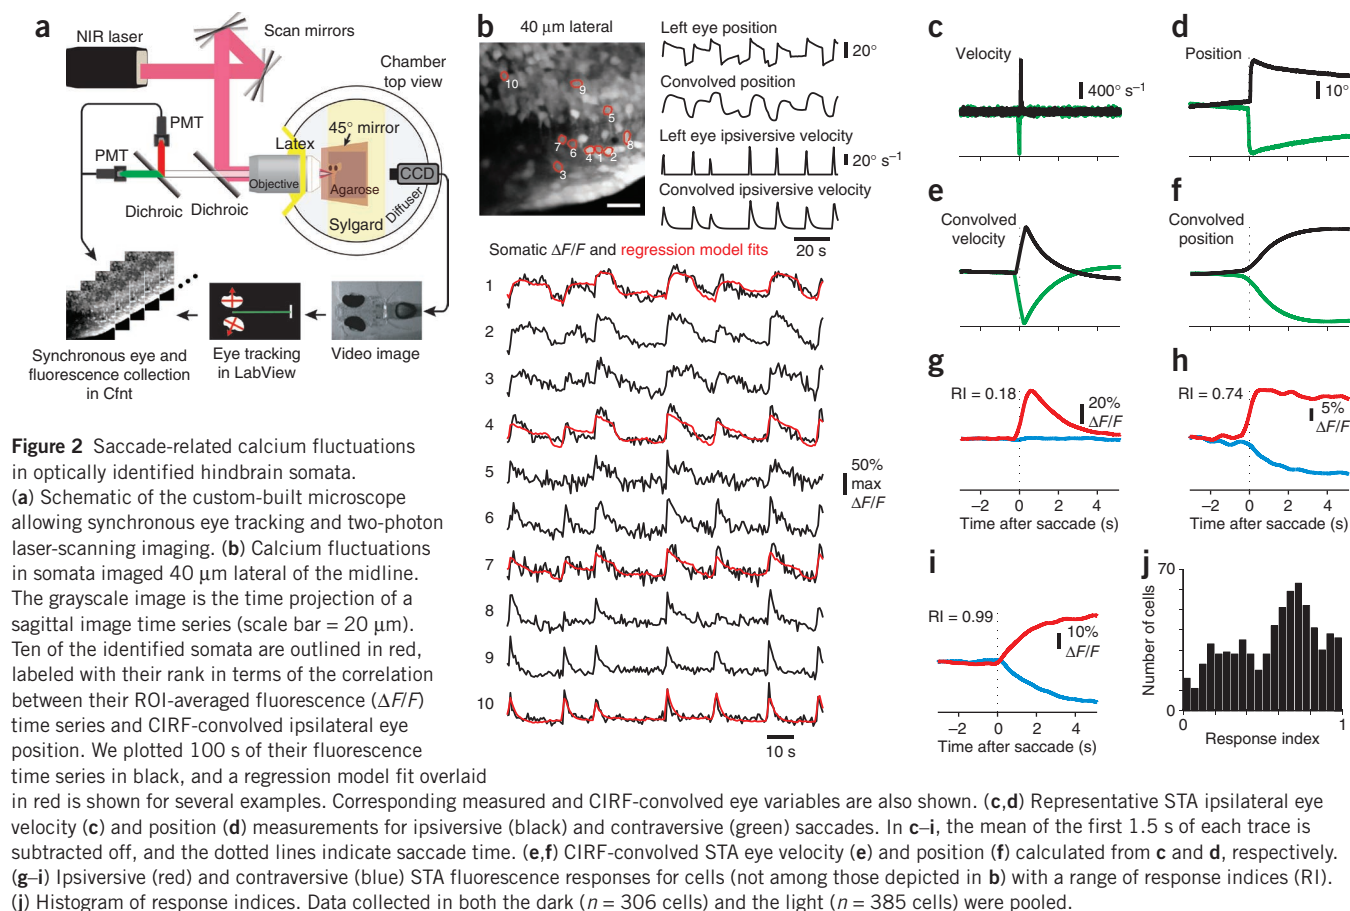 a
NIR laser
Scan mirrors
Chamber
top view
PMT
PMT
Latex
45° mirror
Objective
Agarose
CCD
Diffuser
Dichroic
Dichroic
Sylgard
Synchronous eye and
fluorescence collection
in Cfnt
Eye tracking
in LabView
Video image
b
40 μm lateral
10
9
5
7
6
4
1
2
8
3
Left eye position
20°
Convolved position
Left eye ipsiversive velocity
20° s–1
Convolved ipsiversive velocity
20 s
Somatic ΔF/F and regression model fits
1
2
3
4
5
6
7
8
9
10
50%
max
ΔF/F
10 s
c
Velocity
400° s–1
d
Position
10°
e
Convolved
velocity
f
Convolved
position
g
RI = 0.18
20%
ΔF/F
–2 0 2 4
Time after saccade (s)
h
RI = 0.74
5%
ΔF/F
–2 0 2 4
Time after saccade (s)
i
RI = 0.99
10%
ΔF/F
–2 0 2 4
Time after saccade (s)
j
70
Number of cells
0
0 1
Response index
Figure 2 Saccade-related calcium fluctuations
in optically identified hindbrain somata.
(a) Schematic of the custom-built microscope
allowing synchronous eye tracking and two-photon
laser-scanning imaging. (b) Calcium fluctuations
in somata imaged 40 μm lateral of the midline.
The grayscale image is the time projection of a
sagittal image time series (scale bar = 20 μm).
Ten of the identified somata are outlined in red,
labeled with their rank in terms of the correlation
between their ROI-averaged fluorescence (ΔF/F)
time series and CIRF-convolved ipsilateral eye
position. We plotted 100 s of their fluorescence
time series in black, and a regression model fit overlaid
in red is shown for several examples. Corresponding measured and CIRF-convolved eye variables are also shown. (c,d) Representative STA ipsilateral eye
velocity (c) and position (d) measurements for ipsiversive (black) and contraversive (green) saccades. In c–i, the mean of the first 1.5 s of each trace is
subtracted off, and the dotted lines indicate saccade time. (e,f) CIRF-convolved STA eye velocity (e) and position (f) calculated from c and d, respectively.
(g–i) Ipsiversive (red) and contraversive (blue) STA fluorescence responses for cells (not among those depicted in b) with a range of response indices (RI).
(j) Histogram of response indices. Data collected in both the dark (n = 306 cells) and the light (n = 385 cells) were pooled.